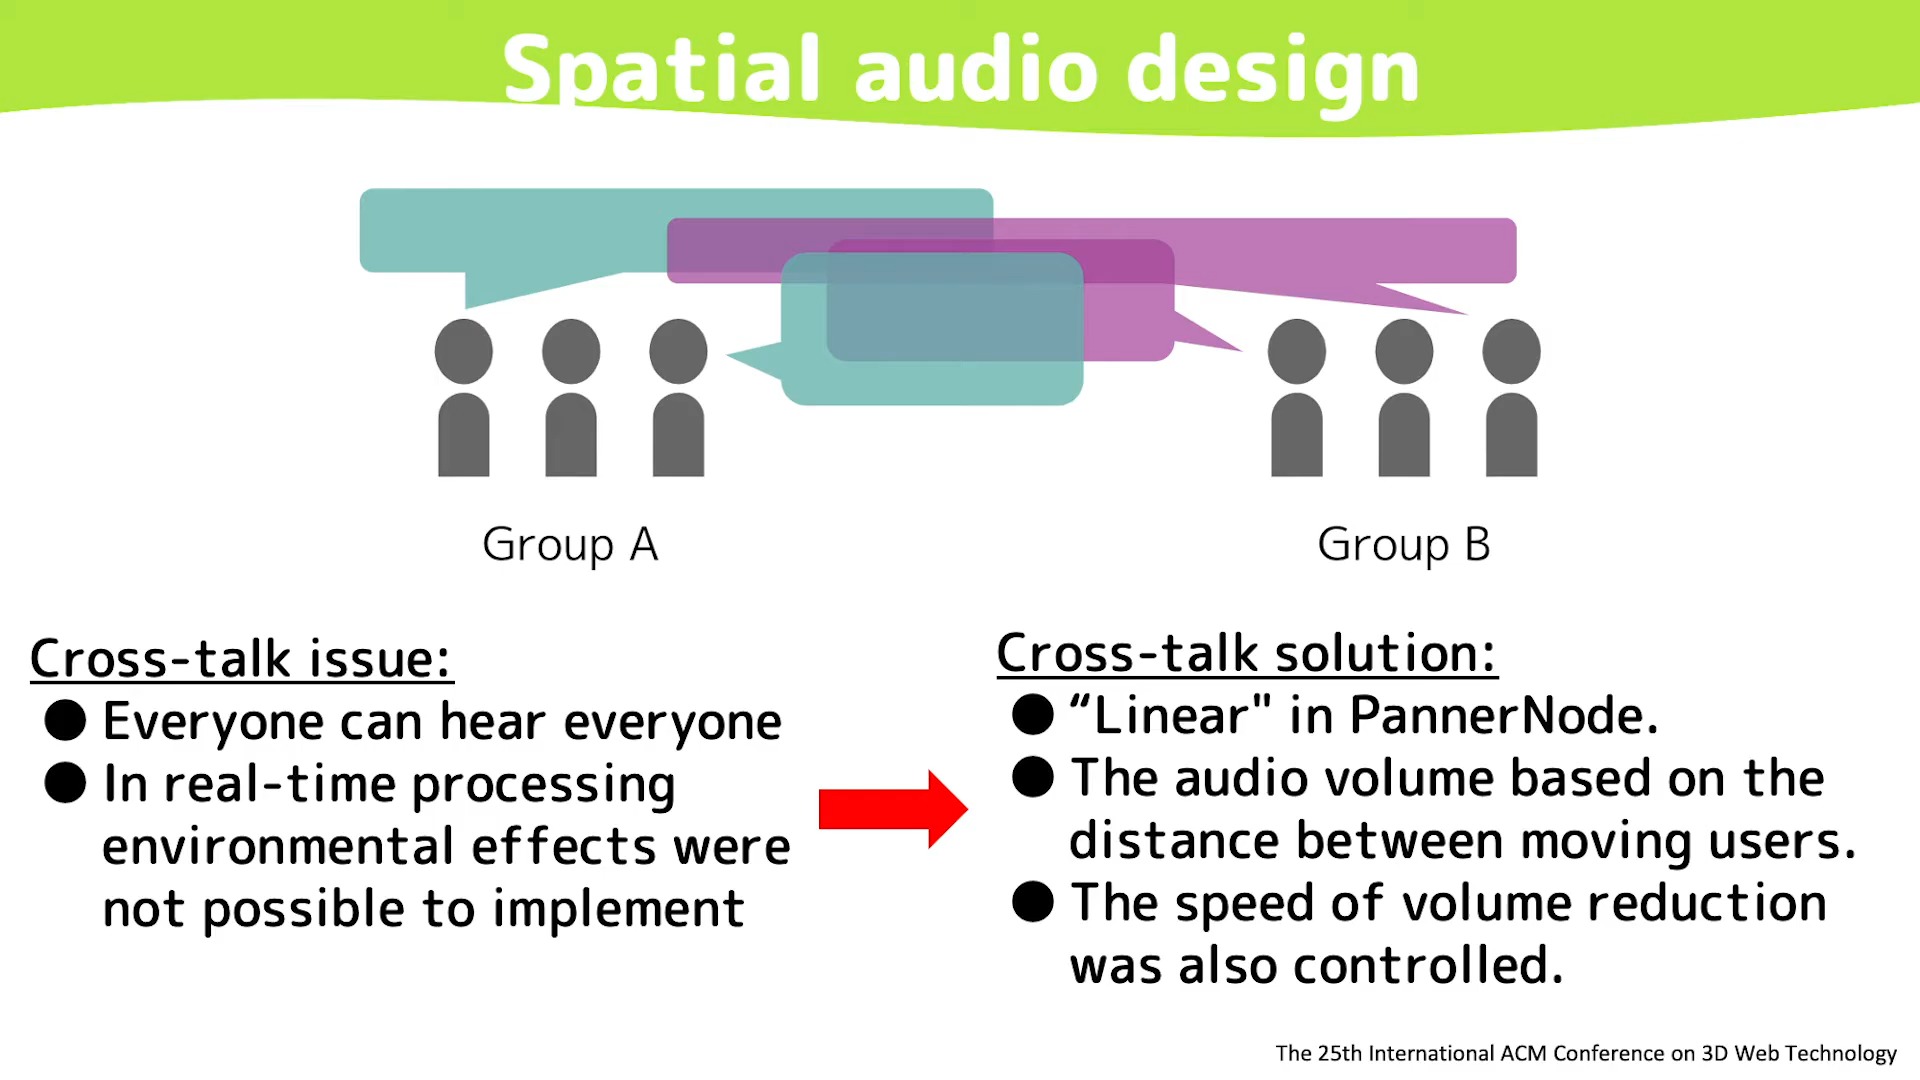 Spatial audio design
Group A
Group B
Cross-talk issue:
● Everyone can hear everyone
● In real-time processing
environmental effects were
not possible to implement
Cross-talk solution:
● “Linear" in PannerNode.
● The audio volume based on the
distance between moving users.
● The speed of volume reduction
was also controlled.
The 25th International ACM Conference on 3D Web Technology